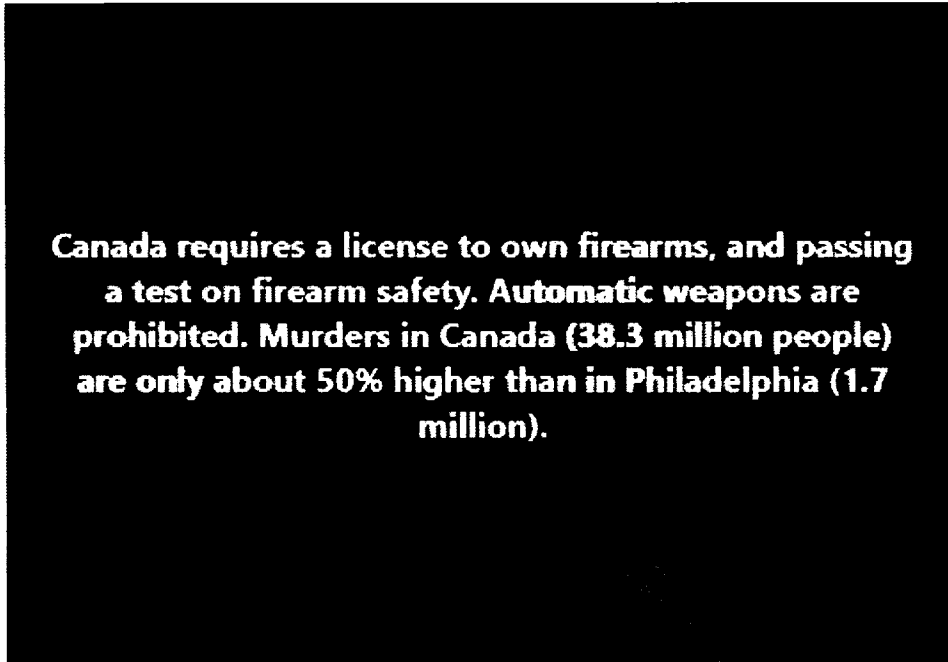 Canada requires a license to own firearms, and passing
a test on firearm safety. Automatic weapons are
prohibited. Murders in Canada (38.3 million people)
are only about 50% higher than in Philadelphia (1.7
million).